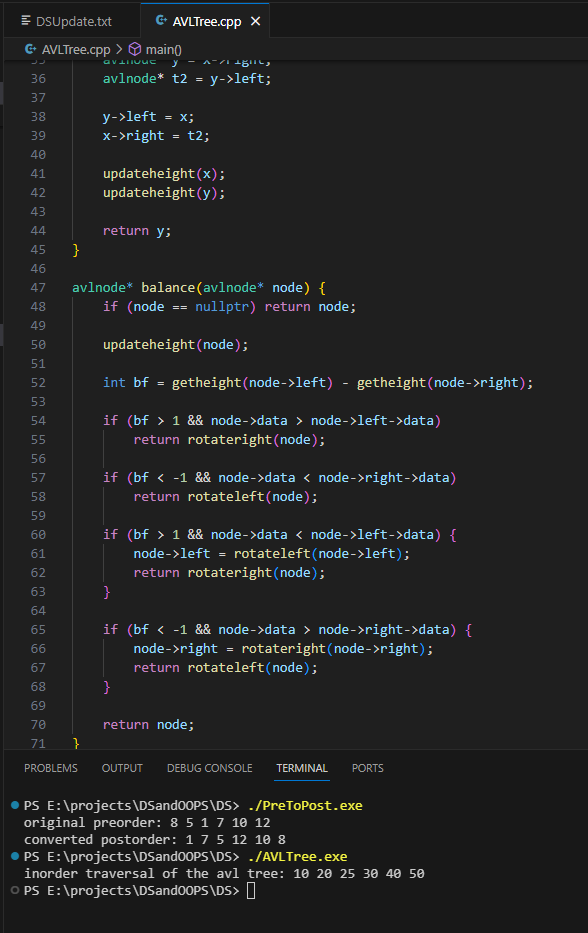 DSUpdate.txt AVLTree.cpp
AVLTree.cpp > main()
35 avlnode* y = x->right;
36 avlnode* t2 = y->left;
37
38 y->left = x;
39 x->right = t2;
40
41 updateheight(x);
42 updateheight(y);
43
44 return y;
45 }
46
47 avlnode* balance(avlnode* node) {
48 if (node == nullptr) return node;
49
50 updateheight(node);
51
52 int bf = getheight(node->left) - getheight(node->right);
53
54 if (bf > 1 && node->data > node->left->data)
55 return rotateright(node);
56
57 if (bf < -1 && node->data < node->right->data)
58 return rotateleft(node);
59
60 if (bf > 1 && node->data < node->left->data) {
61 node->left = rotateleft(node->left);
62 return rotateright(node);
63 }
64
65 if (bf < -1 && node->data > node->right->data) {
66 node->right = rotateright(node->right);
67 return rotateleft(node);
68 }
69
70 return node;
71 }
PROBLEMS OUTPUT DEBUG CONSOLE TERMINAL PORTS
PS E:\projects\DSandOOPS\DS> ./PreToPost.exe
original preorder: 8 5 1 7 10 12
converted postorder: 1 7 5 12 10 8
PS E:\projects\DSandOOPS\DS> ./AVLTree.exe
inorder traversal of the avl tree: 10 20 25 30 40 50
PS E:\projects\DSandOOPS\DS>